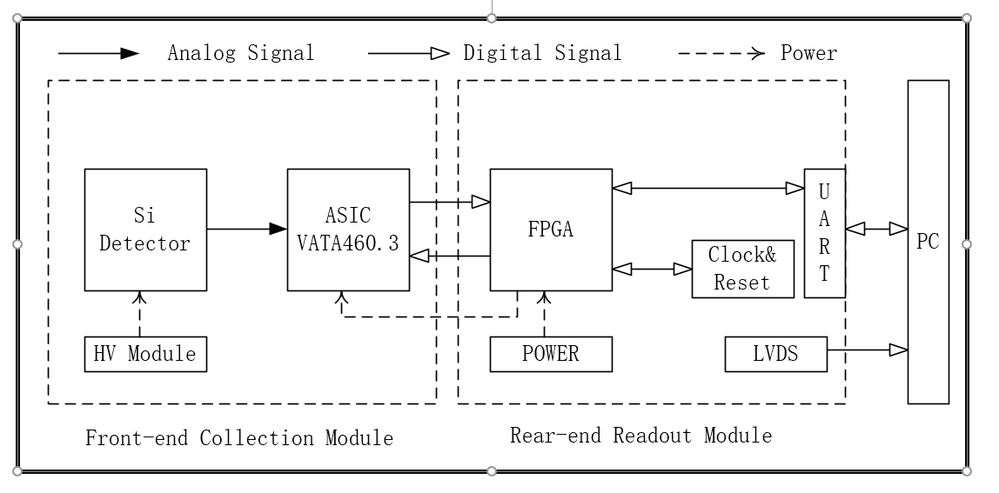 Analog Signal
Digital Signal
Power
Si
Detector
ASIC
VATA460.3
FPGA
U
A
R
T
Clock&
Reset
PC
HV Module
POWER
LVDS
Front-end Collection Module
Rear-end Readout Module